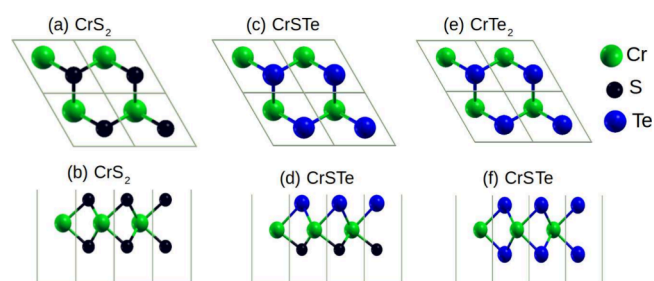 (a) CrS₂
(c) CrSTe
(e) CrTe₂
Cr
S
Te
(b) CrS₂
(d) CrSTe
(f) CrSTe